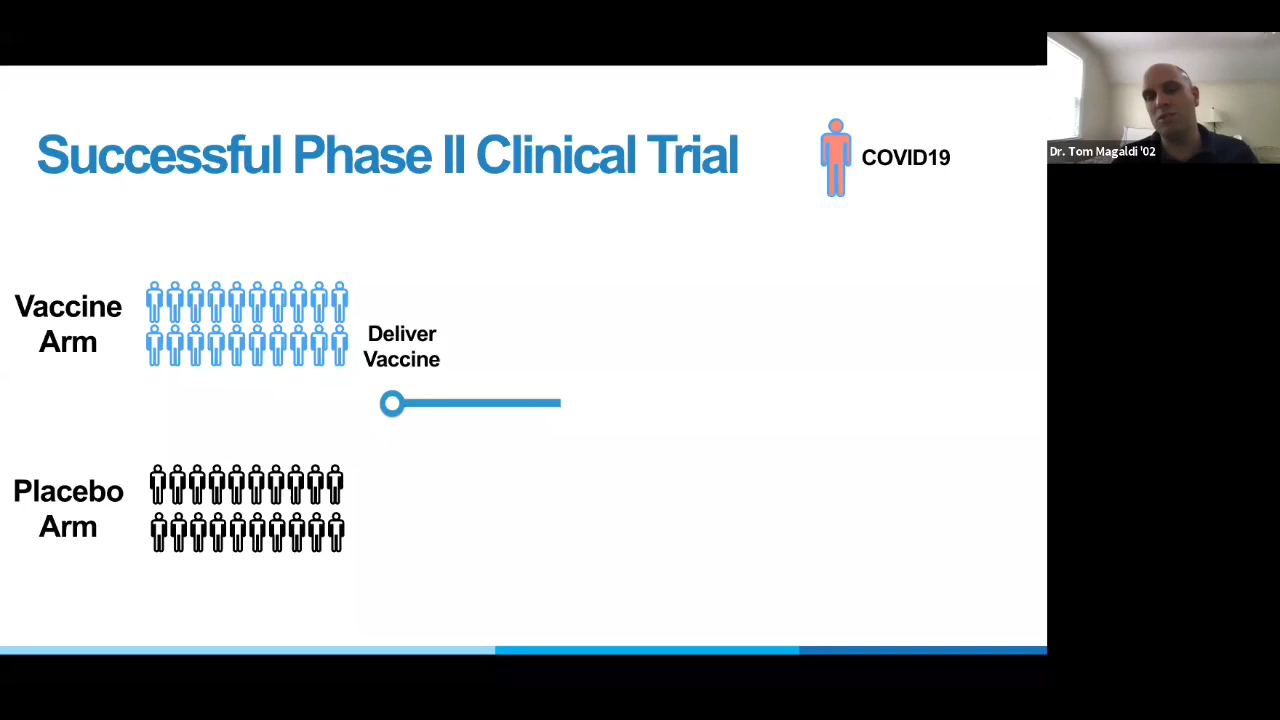 Successful Phase II Clinical Trial
COVID19
Dr. Tom Magaldi '02
Vaccine
Arm
Deliver
Vaccine
Placebo
Arm